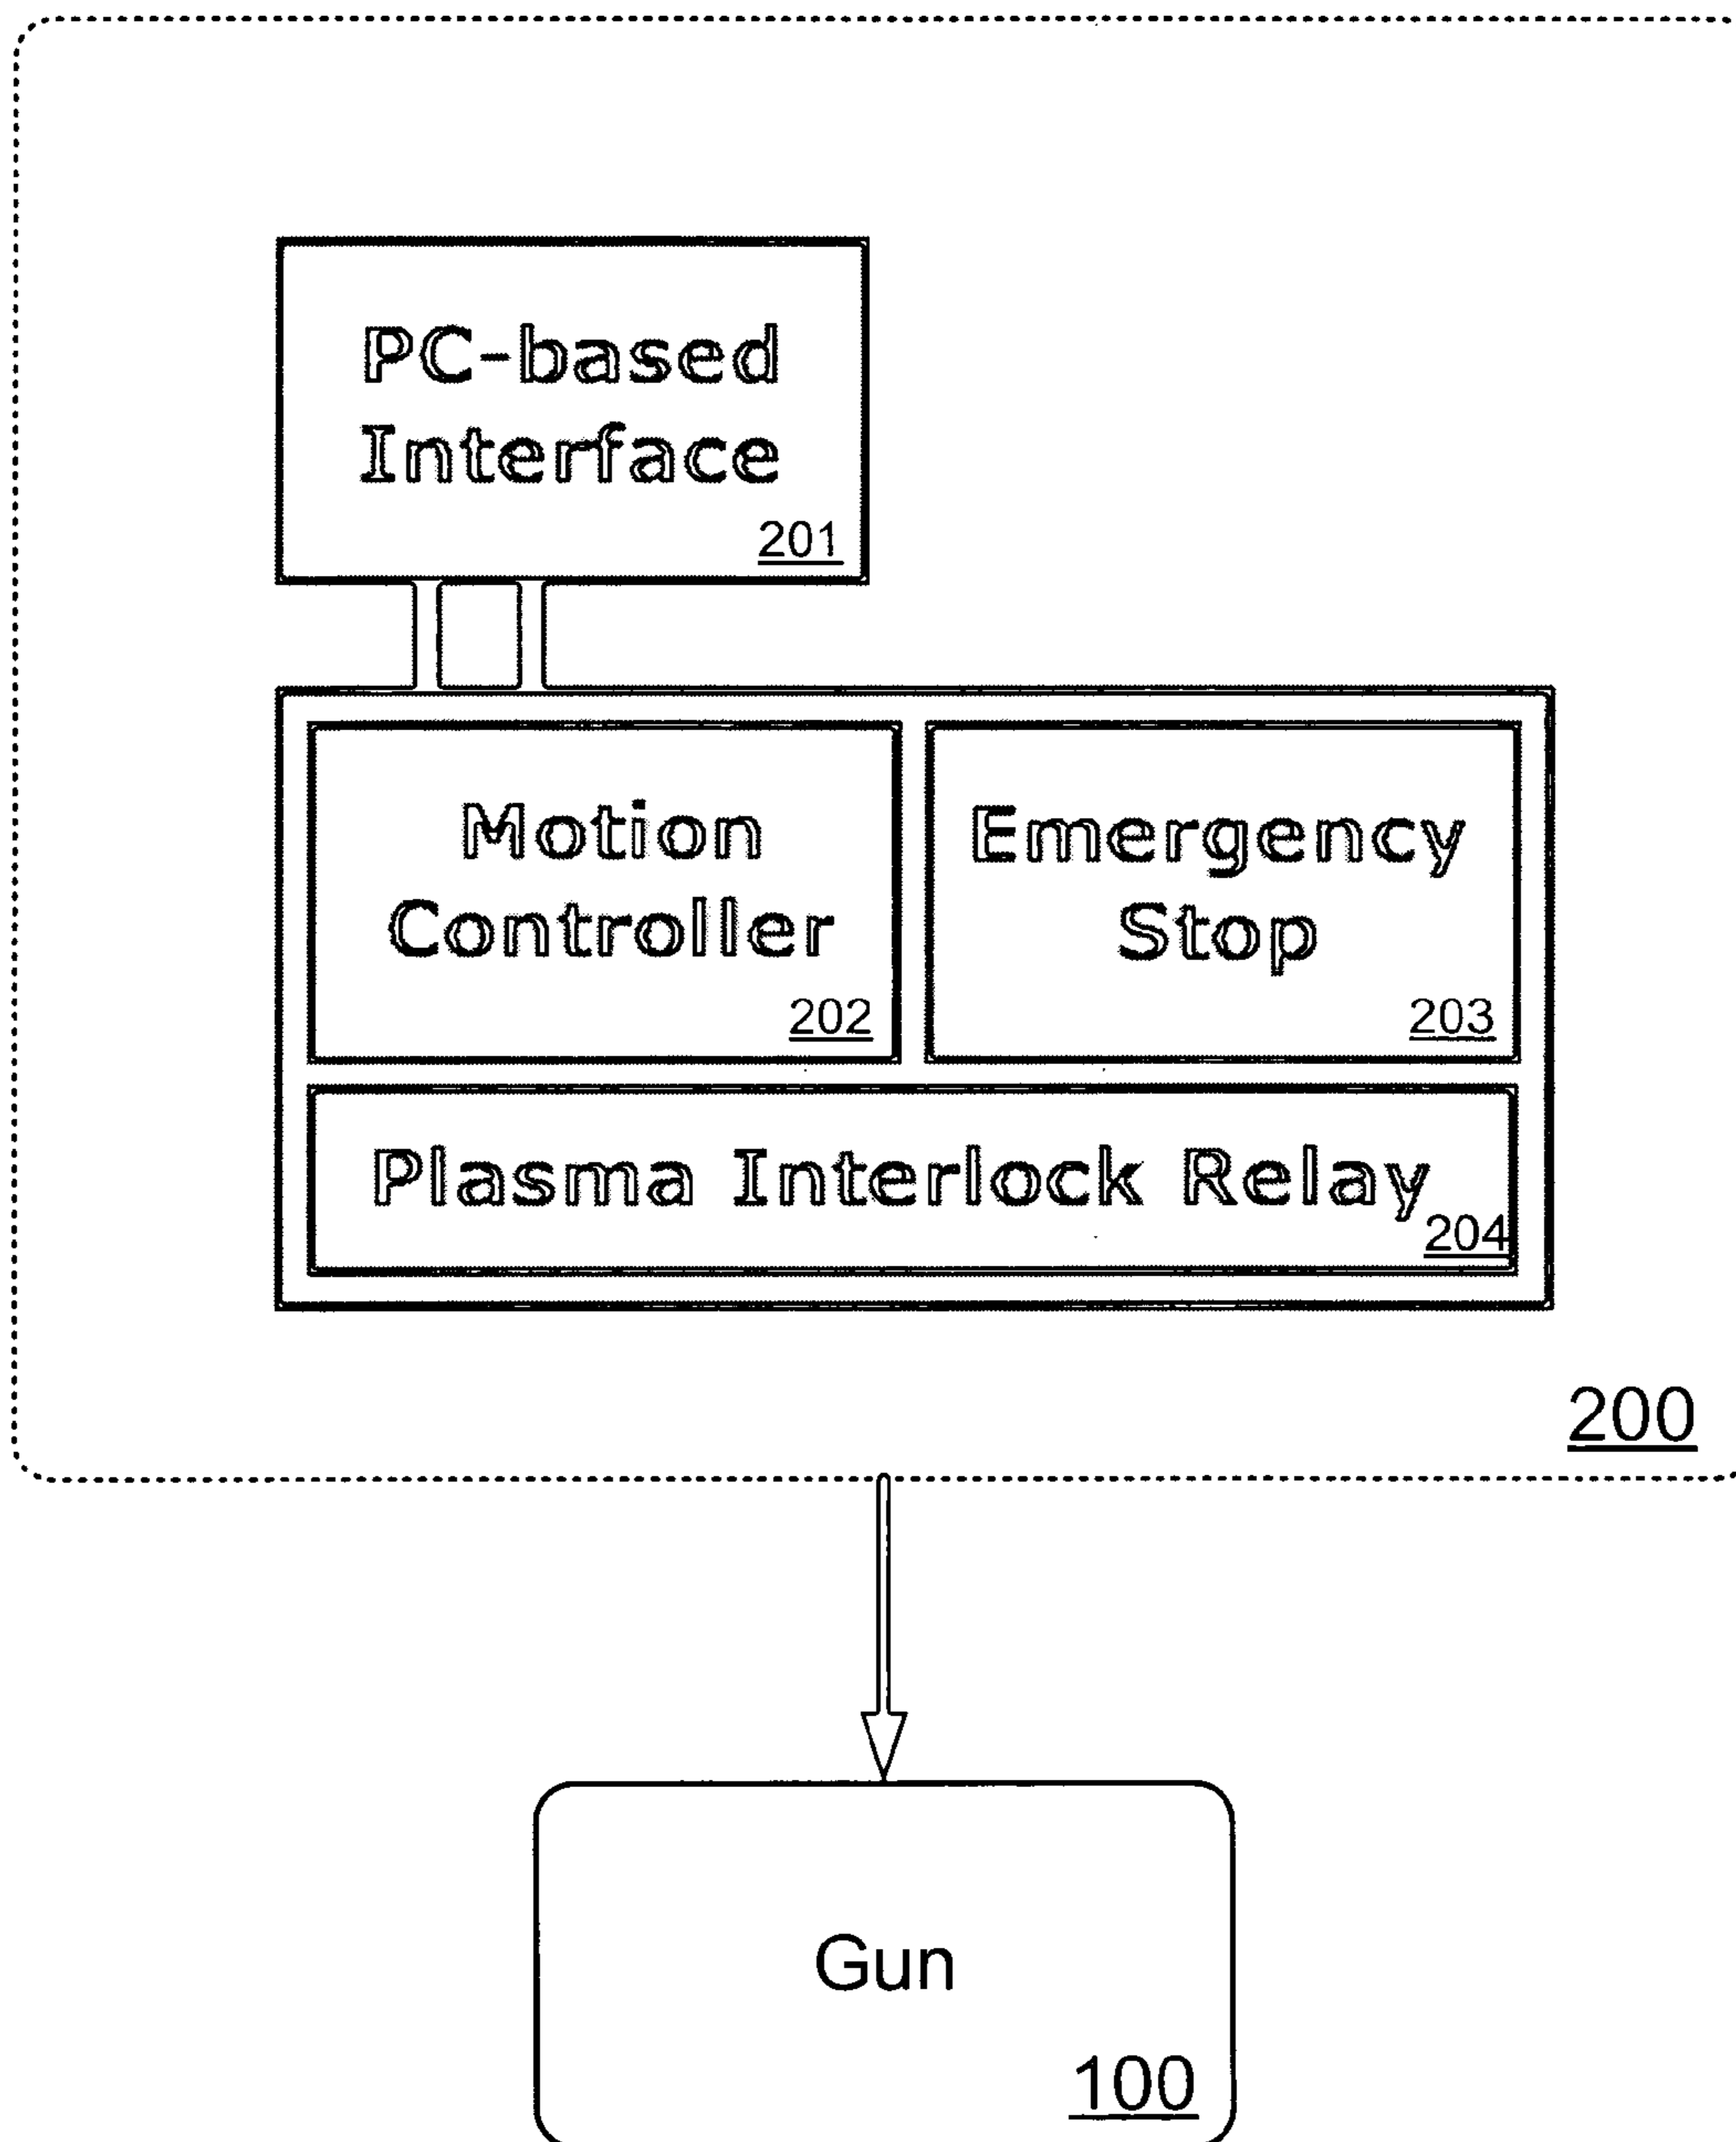 PC-based
Interface
201
Motion
Controller
202
Emergency
Stop
203
Plasma Interlock Relay
204
200
Gun
100